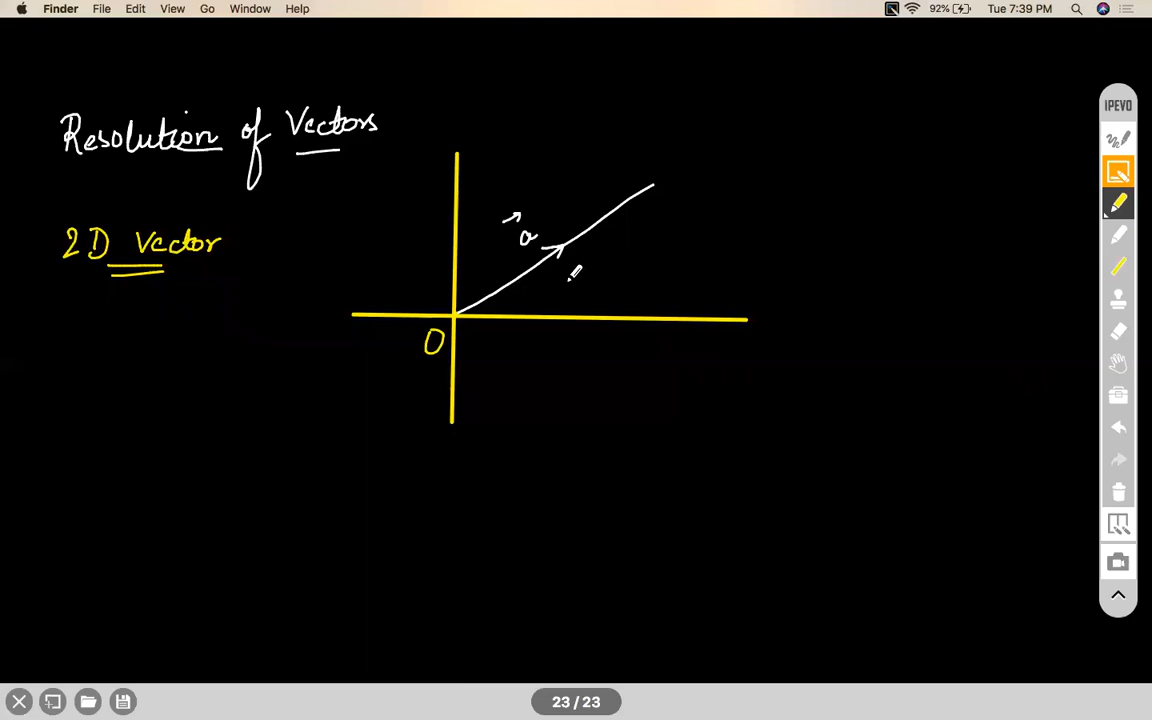 Finder File Edit View Go Window Help 92% Tue 7:39 PM
IPEVO
Resolution of Vectors
2D Vector
a
O
23 / 23